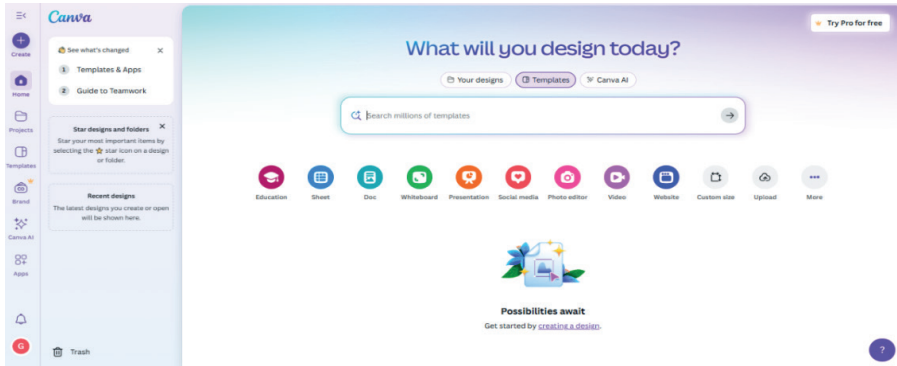 Create
Home
Projects
Templates
Brand
Canva AI
Apps
G
Canva
See what's changed
1 Templates & Apps
2 Guide to Teamwork
Star designs and folders
Star your most important items by
selecting the star icon on a design
or folder.
Recent designs
The latest designs you create or open
will be shown here.
Trash
Try Pro for free
What will you design today?
Your designs Templates Canva AI
Search millions of templates
Education Sheet Doc Whiteboard Presentation Social media Photo editor Video Website Custom size Upload More
Possibilities await
Get started by creating a design.
?